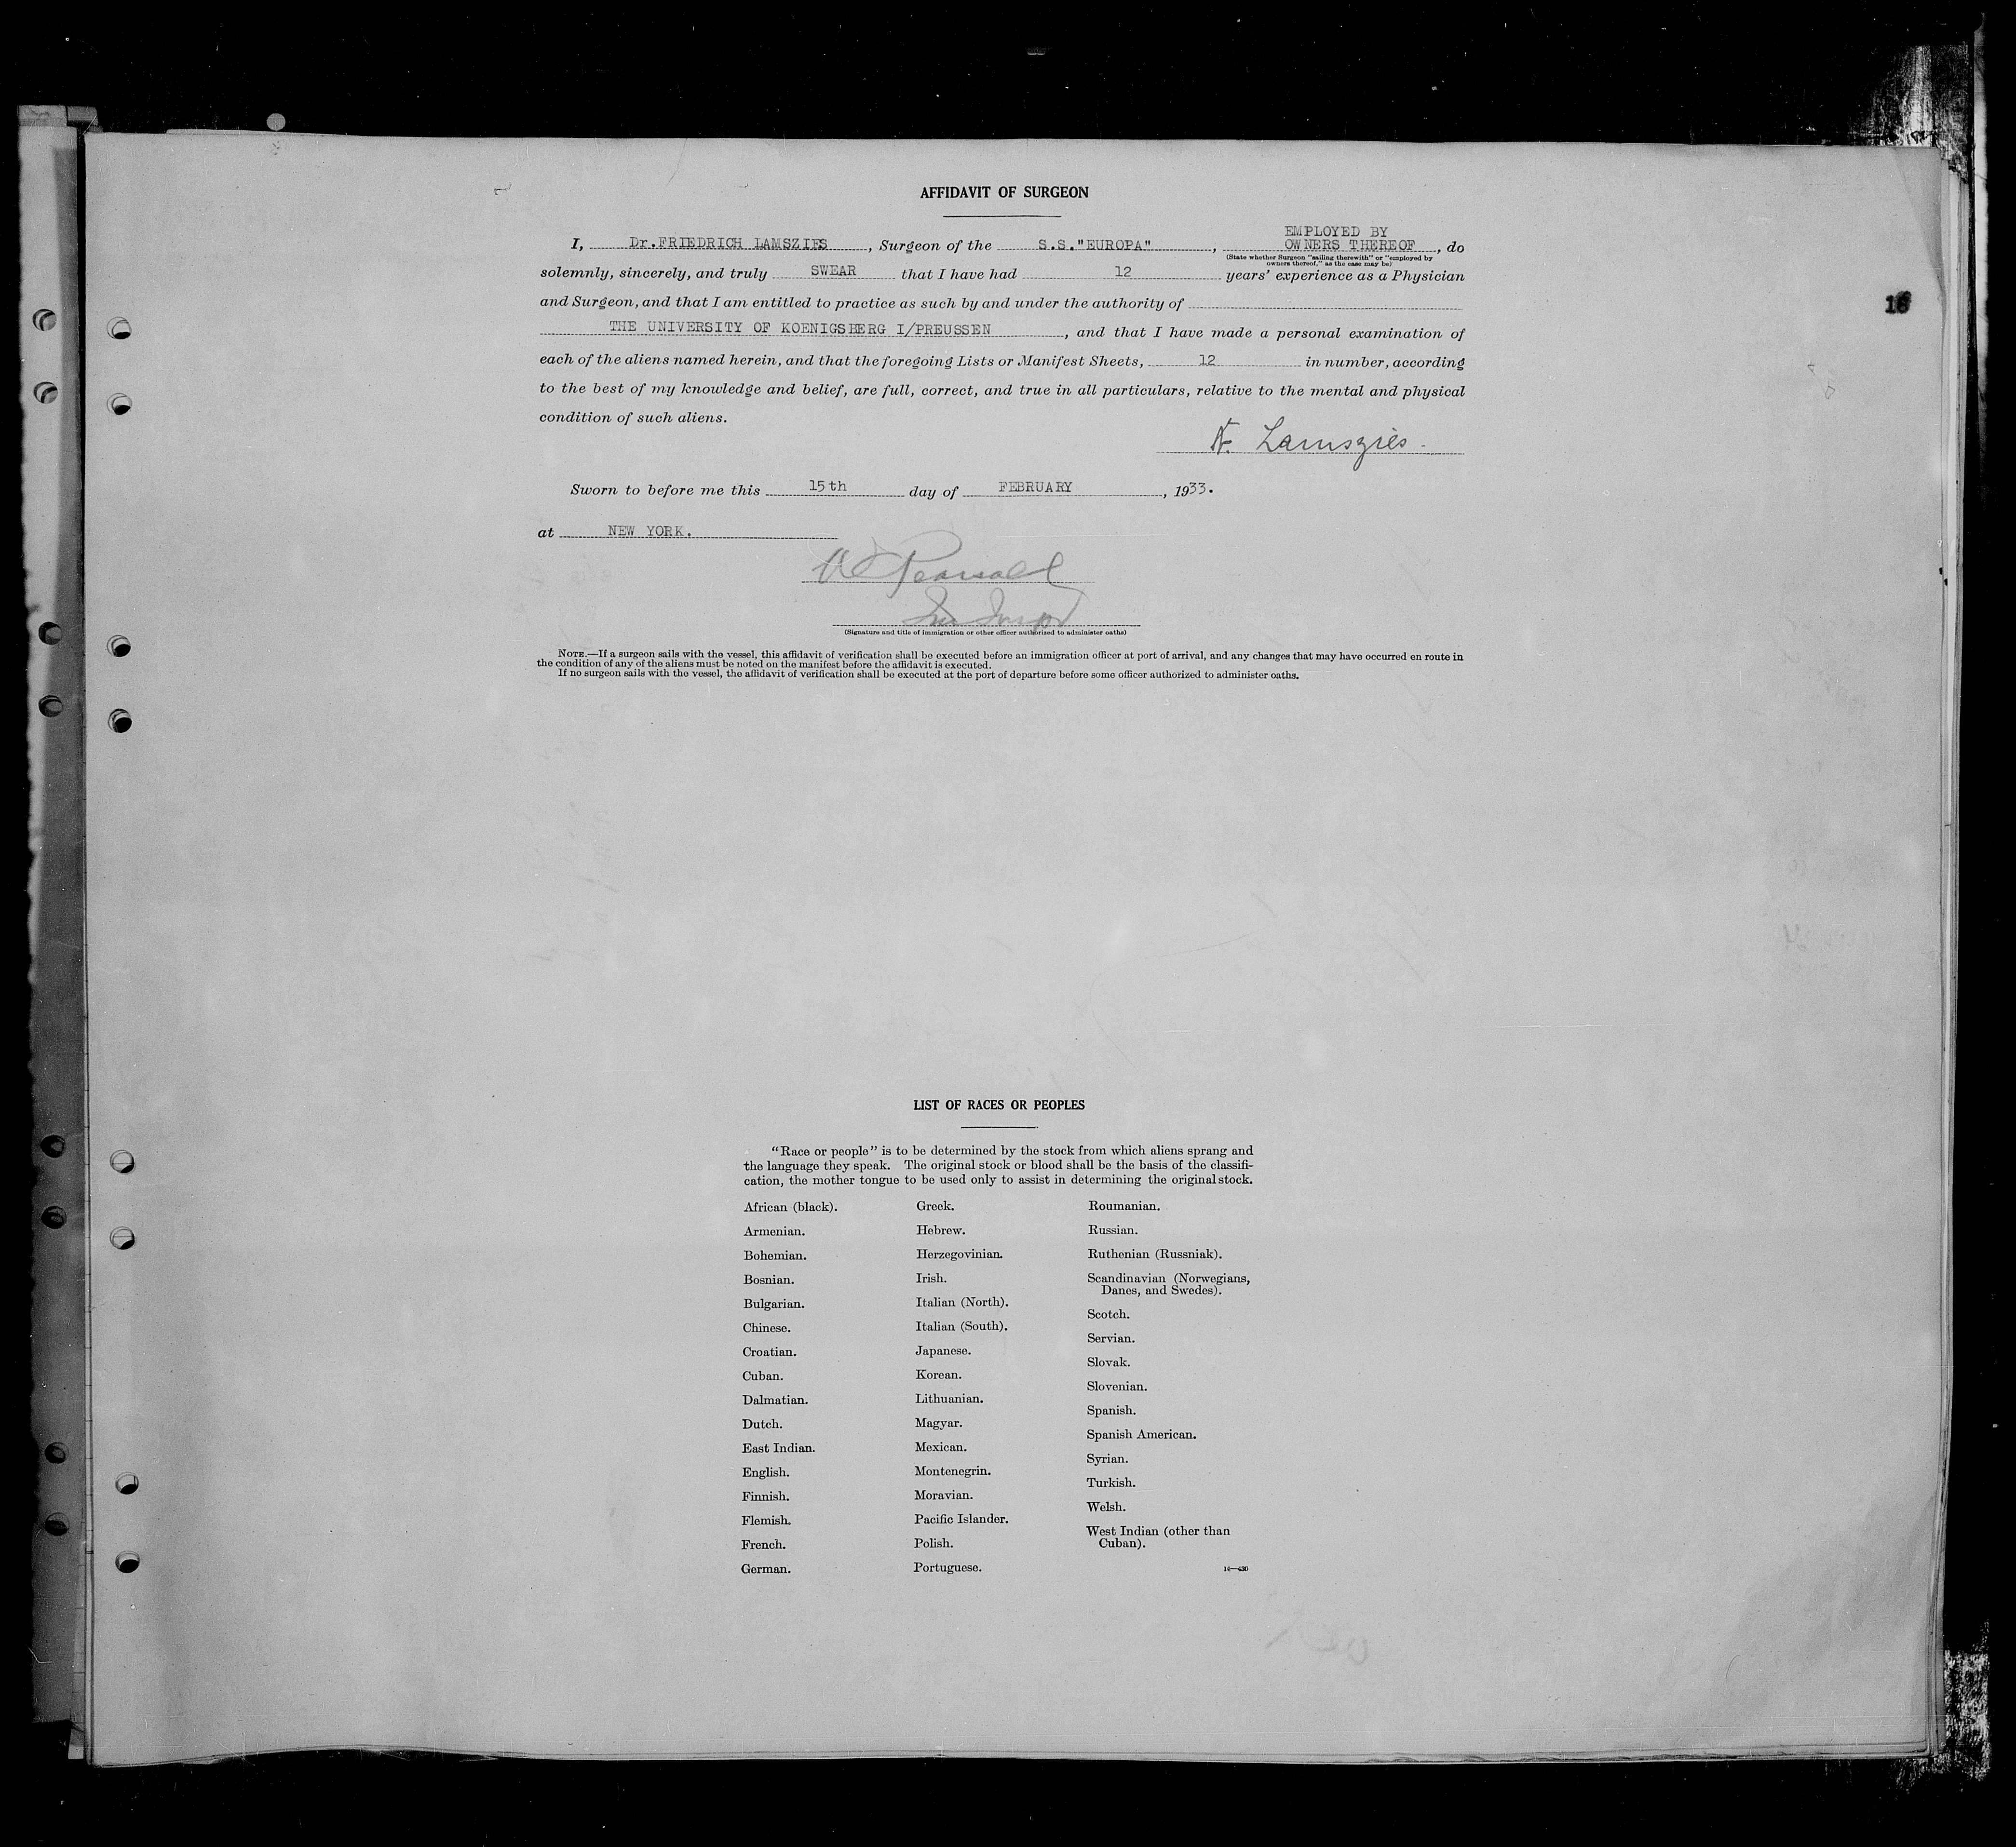 AFFIDAVIT OF SURGEON
EMPLOYED BY
I, Dr.FRIEDRICH LAMSZIES, Surgeon of the S.S."EUROPA", OWNERS THEREOF, do
(State whether Surgeon "sailing therewith" or "employed by
owners thereof," as the case may be)
solemnly, sincerely, and truly SWEAR that I have had 12 years' experience as a Physician
and Surgeon, and that I am entitled to practice as such by and under the authority of
THE UNIVERSITY OF KOENIGSBERG I/PREUSSEN, and that I have made a personal examination of
each of the aliens named herein, and that the foregoing Lists or Manifest Sheets, 12 in number, according
to the best of my knowledge and belief, are full, correct, and true in all particulars, relative to the mental and physical
condition of such aliens.
Lamszies.
Sworn to before me this 15th day of FEBRUARY, 1933.
at NEW YORK.
Pearsall
(Signature and title of immigration or other officer authorized to administer oaths)
NOTE.—If a surgeon sails with the vessel, this affidavit of verification shall be executed before an immigration officer at port of arrival, and any changes that may have occurred en route in
the condition of any of the aliens must be noted on the manifest before the affidavit is executed.
If no surgeon sails with the vessel, the affidavit of verification shall be executed at the port of departure before some officer authorized to administer oaths.
LIST OF RACES OR PEOPLES
"Race or people" is to be determined by the stock from which aliens sprang and
the language they speak. The original stock or blood shall be the basis of the classifi-
cation, the mother tongue to be used only to assist in determining the original stock.
African (black).
Armenian.
Bohemian.
Bosnian.
Bulgarian.
Chinese.
Croatian.
Cuban.
Dalmatian.
Dutch.
East Indian.
English.
Finnish.
Flemish.
French.
German.
Greek.
Hebrew.
Herzegovinian.
Irish.
Italian (North).
Italian (South).
Japanese.
Korean.
Lithuanian.
Magyar.
Mexican.
Montenegrin.
Moravian.
Pacific Islander.
Polish.
Portuguese.
Roumanian.
Russian.
Ruthenian (Russniak).
Scandinavian (Norwegians,
Danes, and Swedes).
Scotch.
Servian.
Slovak.
Slovenian.
Spanish.
Spanish American.
Syrian.
Turkish.
Welsh.
West Indian (other than
Cuban).